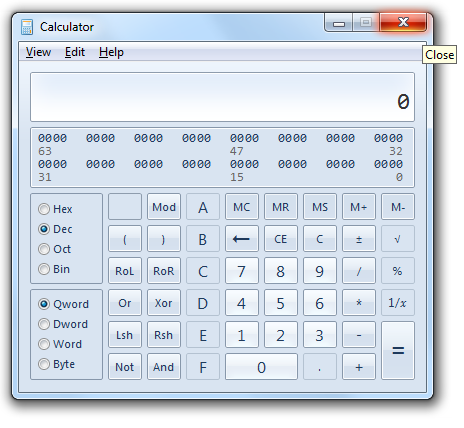 Calculator
View Edit Help
Close
0
0000 0000 0000 0000 0000 0000 0000 0000
63 47 32
0000 0000 0000 0000 0000 0000 0000 0000
31 15 0
Hex Mod A MC MR MS M+ M-
Dec ( ) B ← CE C ± √
Oct RoL RoR C 7 8 9 / %
Bin
Qword Or Xor D 4 5 6 * 1/x
Dword
Word Lsh Rsh E 1 2 3 - =
Byte Not And F 0 . +